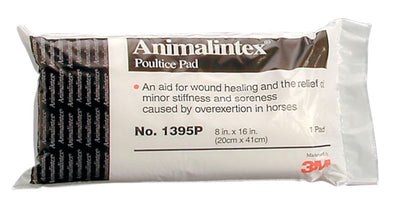 Animalintex®
Poultice Pad
• An aid for wound healing and the relief of
minor stiffness and soreness
caused by overexertion in horses
No. 1395P
8 in. x 16 in.
(20cm x 41cm)
1 Pad
3M
Animalintex